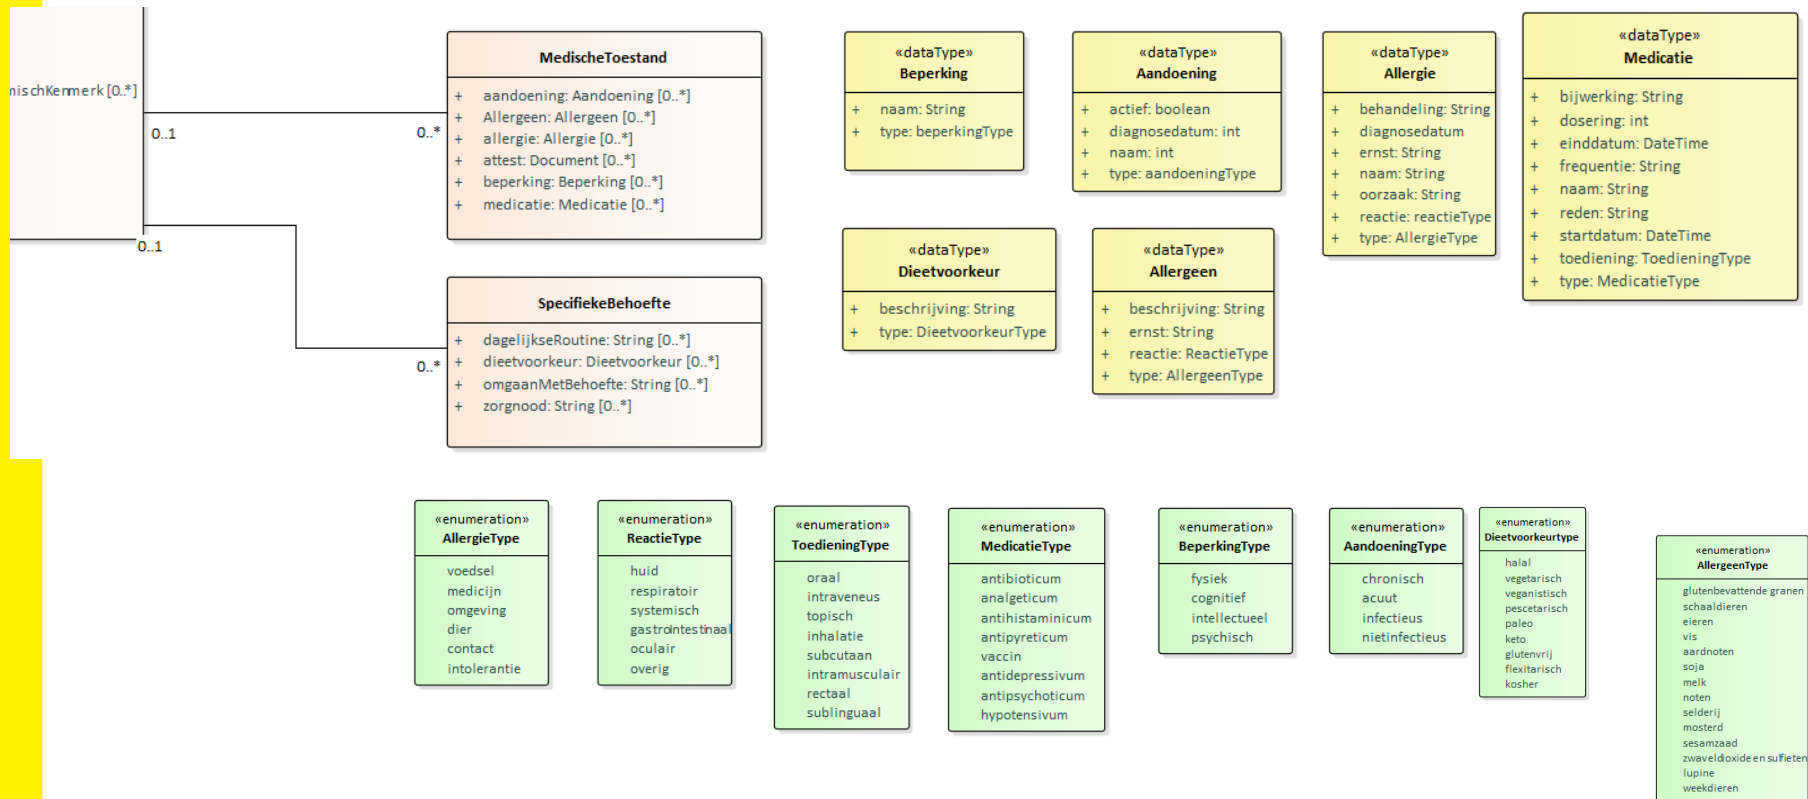 mischKenmerk [0..*]
0..1
0..*
0..1
0..*
MedischeToestand
+ aandoening: Aandoening [0..*]
+ Allergeen: Allergeen [0..*]
+ allergie: Allergie [0..*]
+ attest: Document [0..*]
+ beperking: Beperking [0..*]
+ medicatie: Medicatie [0..*]
SpecifiekeBehoefte
+ dagelijkseRoutine: String [0..*]
+ dieetvoorkeur: Dieetvoorkeur [0..*]
+ omgaanMetBehoefte: String [0..*]
+ zorgnood: String [0..*]
«dataType»
Beperking
+ naam: String
+ type: beperkingType
«dataType»
Aandoening
+ actief: boolean
+ diagnosedatum: int
+ naam: int
+ type: aandoeningType
«dataType»
Allergie
+ behandeling: String
+ diagnosedatum
+ ernst: String
+ naam: String
+ oorzaak: String
+ reactie: reactieType
+ type: AllergieType
«dataType»
Medicatie
+ bijwerking: String
+ dosering: int
+ einddatum: DateTime
+ frequentie: String
+ naam: String
+ reden: String
+ startdatum: DateTime
+ toediening: ToedieningType
+ type: MedicatieType
«dataType»
Dieetvoorkeur
+ beschrijving: String
+ type: DieetvoorkeurType
«dataType»
Allergeen
+ beschrijving: String
+ ernst: String
+ reactie: ReactieType
+ type: AllergeenType
«enumeration»
AllergieType
voedsel
medicijn
omgeving
dier
contact
intolerantie
«enumeration»
ReactieType
huid
respiratoir
systemisch
gastroIntestinaal
oculair
overig
«enumeration»
ToedieningType
oraal
intraveneus
topisch
inhalatie
subcutaan
intramusculair
rectaal
sublinguaal
«enumeration»
MedicatieType
antibioticum
analgeticum
antihistaminicum
antipyreticum
vaccin
antidepressivum
antipsychoticum
hypotensivum
«enumeration»
BeperkingType
fysiek
cognitief
intellectueel
psychisch
«enumeration»
AandoeningType
chronisch
acuut
infectieus
nietinfectieus
«enumeration»
Dieetvoorkeurtype
halal
vegetarisch
veganistisch
pescetarisch
paleo
keto
glutenvrij
flexitarisch
kosher
«enumeration»
AllergeenType
glutenbevattende granen
schaaldieren
eieren
vis
aardnoten
soja
melk
noten
selderij
mosterd
sesamzaad
zwaveldioxide en sulfieten
lupine
weekdieren